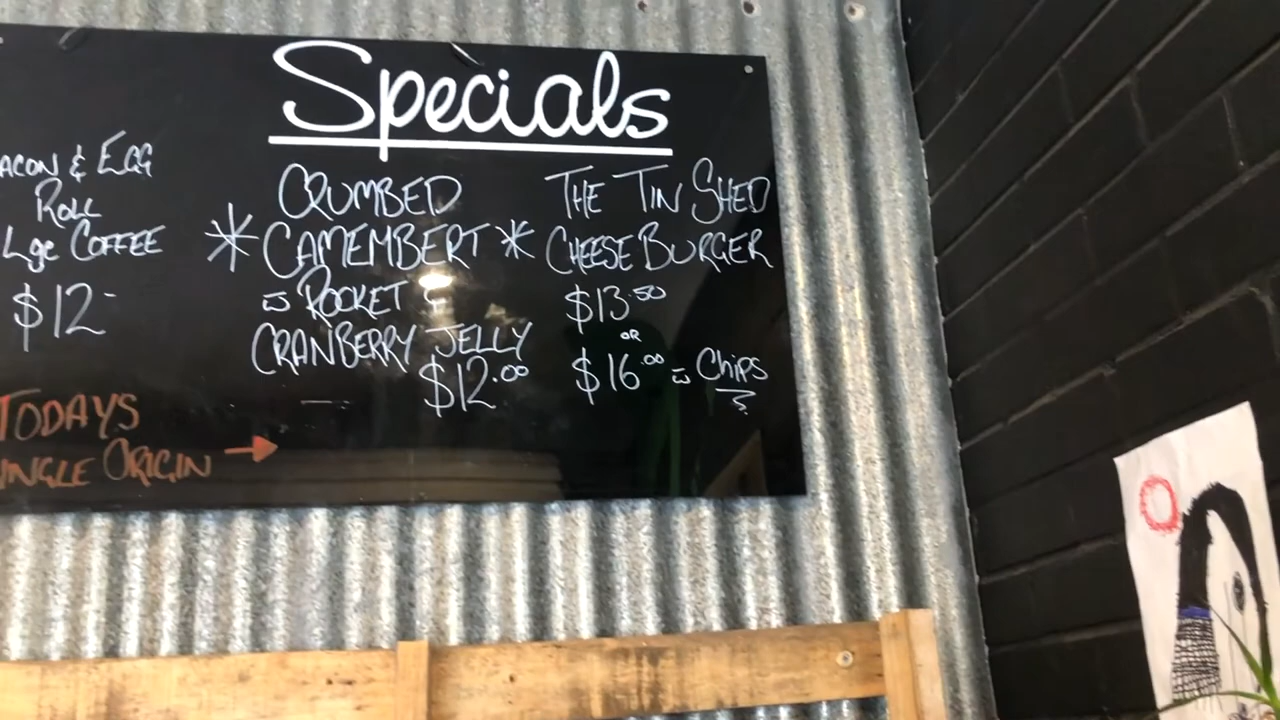 Specials
ACON & EGG
ROLL
Lge COFFEE
$12-
CRUMBED
* CAMEMBERT *
ROCKET &
CRANBERRY JELLY
$12.00
THE TIN SHED
CHEESE BURGER
$13.50
OR
$16.00 CHIPS
TODAYS
INGLE ORIGIN →